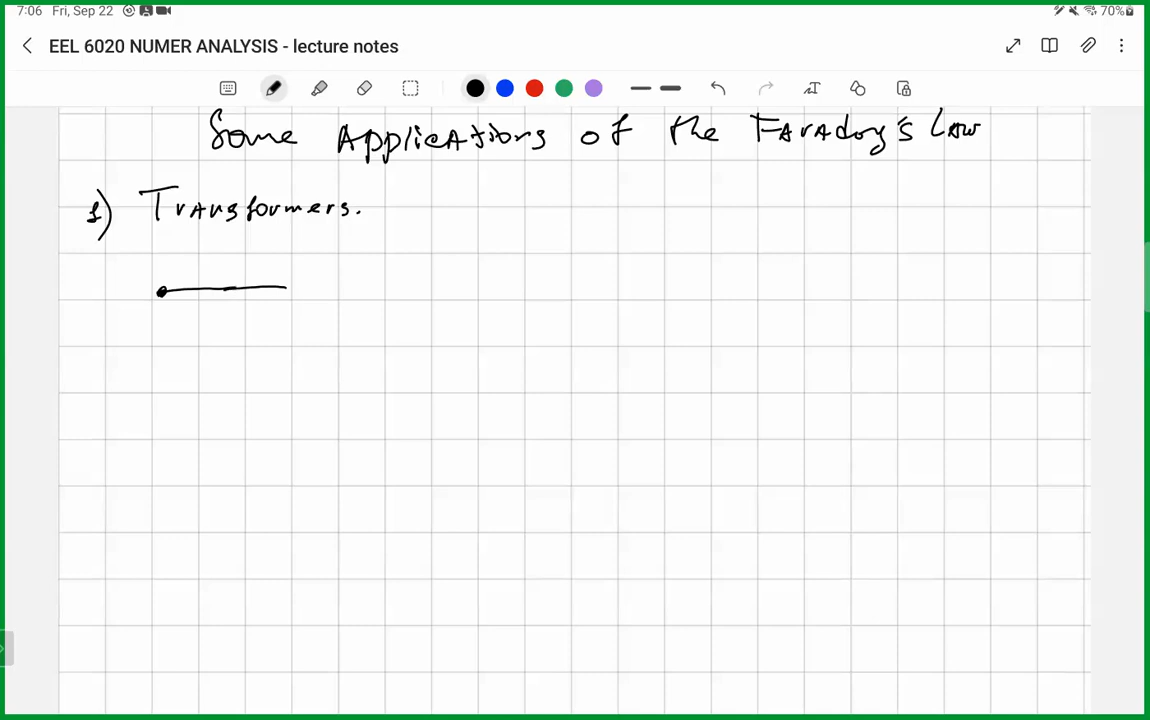 7:06 Fri, Sep 22 70%
EEL 6020 NUMER ANALYSIS - lecture notes
Some Applications of the Faraday's Law
1) Transformers.